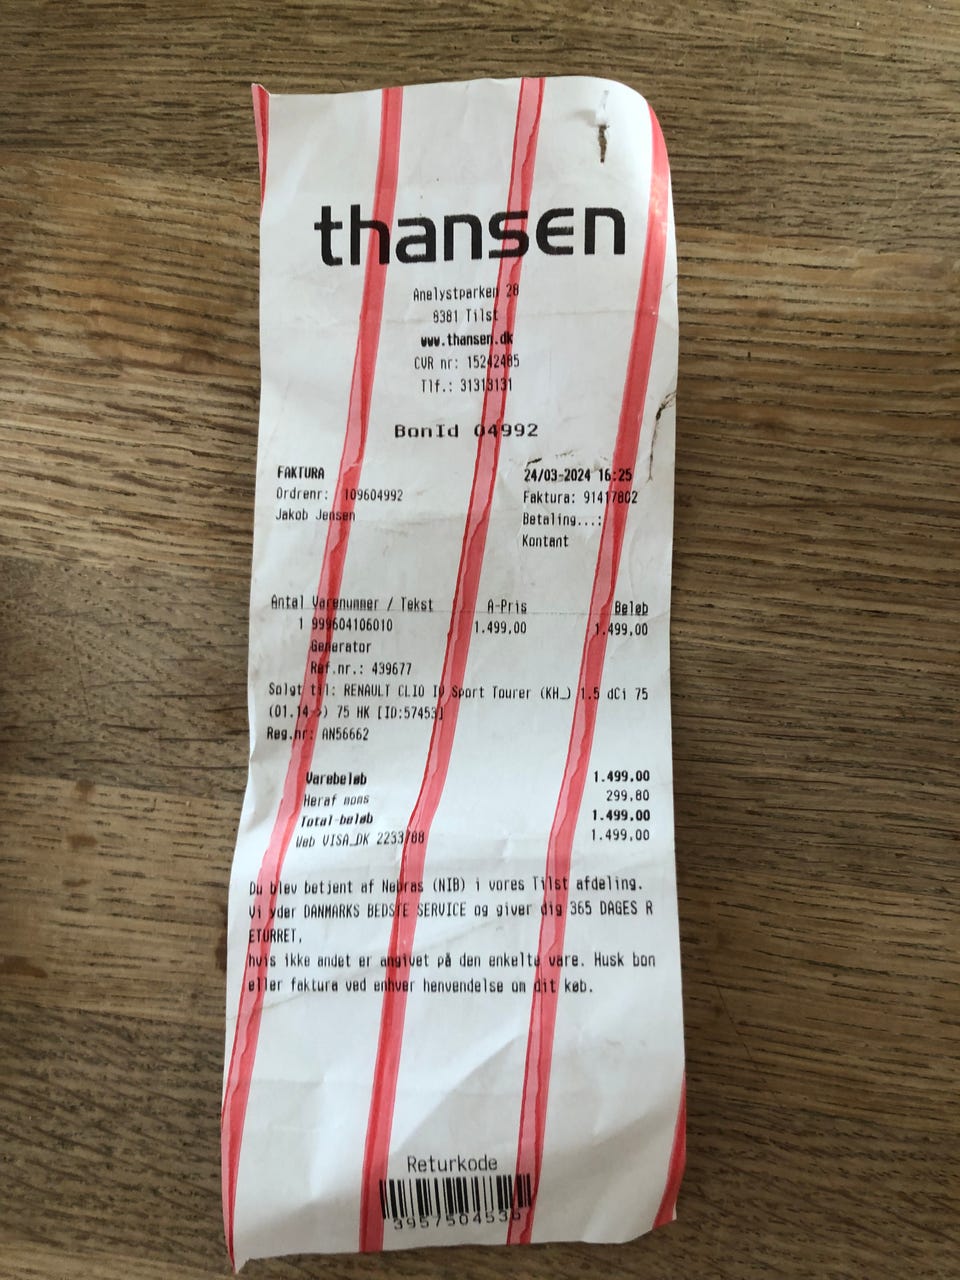 thansen
Anelystparken 28
8381 Tilst
www.thansen.dk
CVR nr: 15242485
Tlf.: 31313131
BonId 04992
FAKTURA
Ordrenr: 109604992
Jakob Jensen
24/03-2024 16:25
Faktura: 91417802
Betaling...:
Kontant
Antal Varenummer / Tekst A-Pris Beløb
1 999604106010 1.499,00 1.499,00
Generator
Ref.nr.: 439677
Solgt til: RENAULT CLIO IV Sport Tourer (KH_) 1.5 dCi 75
(01.14->) 75 HK [ID:57453]
Reg.nr: AN56662
Varebeløb 1.499,00
Heraf moms 299,80
Total-beløb 1.499,00
Web VISA_DK 2233788 1.499,00
Du blev betjent af Nebras (NIB) i vores Tilst afdeling.
Vi yder DANMARKS BEDSTE SERVICE og giver dig 365 DAGES R
ETURRET,
hvis ikke andet er angivet på den enkelte vare. Husk bon
eller faktura ved enhver henvendelse om dit køb.
Returkode